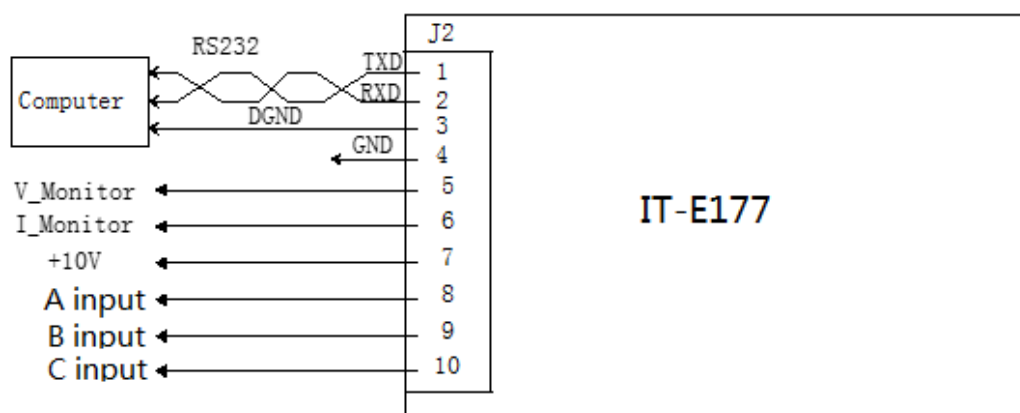 J2
RS232
TXD 1
Computer
RXD 2
DGND 3
GND 4
V_Monitor 5
I_Monitor 6
IT-E177
+10V 7
A input 8
B input 9
C input 10